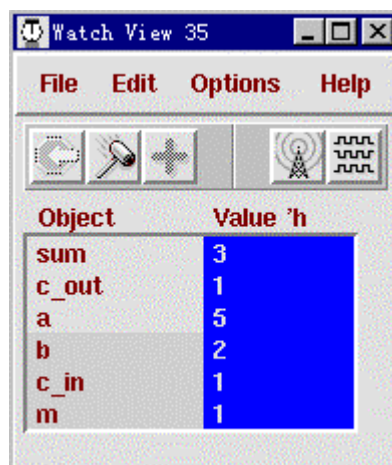 Watch View 35
File Edit Options Help
Object Value 'h
sum 3
c_out 1
a 5
b 2
c_in 1
m 1